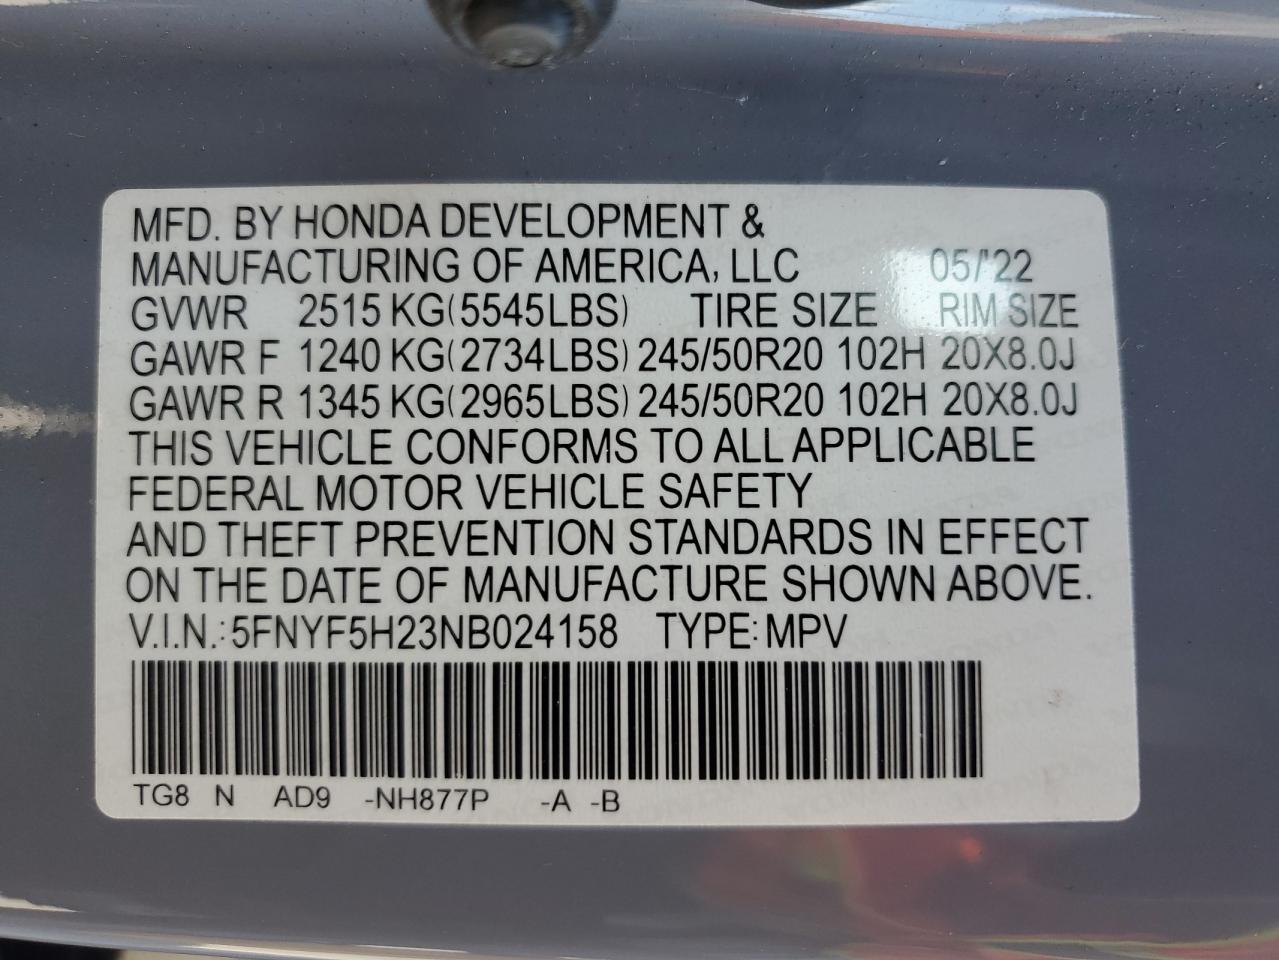 MFD. BY HONDA DEVELOPMENT &
MANUFACTURING OF AMERICA, LLC 05/'22
GVWR 2515 KG(5545LBS) TIRE SIZE RIM SIZE
GAWR F 1240 KG(2734LBS) 245/50R20 102H 20X8.0J
GAWR R 1345 KG(2965LBS) 245/50R20 102H 20X8.0J
THIS VEHICLE CONFORMS TO ALL APPLICABLE
FEDERAL MOTOR VEHICLE SAFETY
AND THEFT PREVENTION STANDARDS IN EFFECT
ON THE DATE OF MANUFACTURE SHOWN ABOVE.
V.I.N.:5FNYF5H23NB024158 TYPE:MPV
TG8 N AD9 -NH877P -A -B